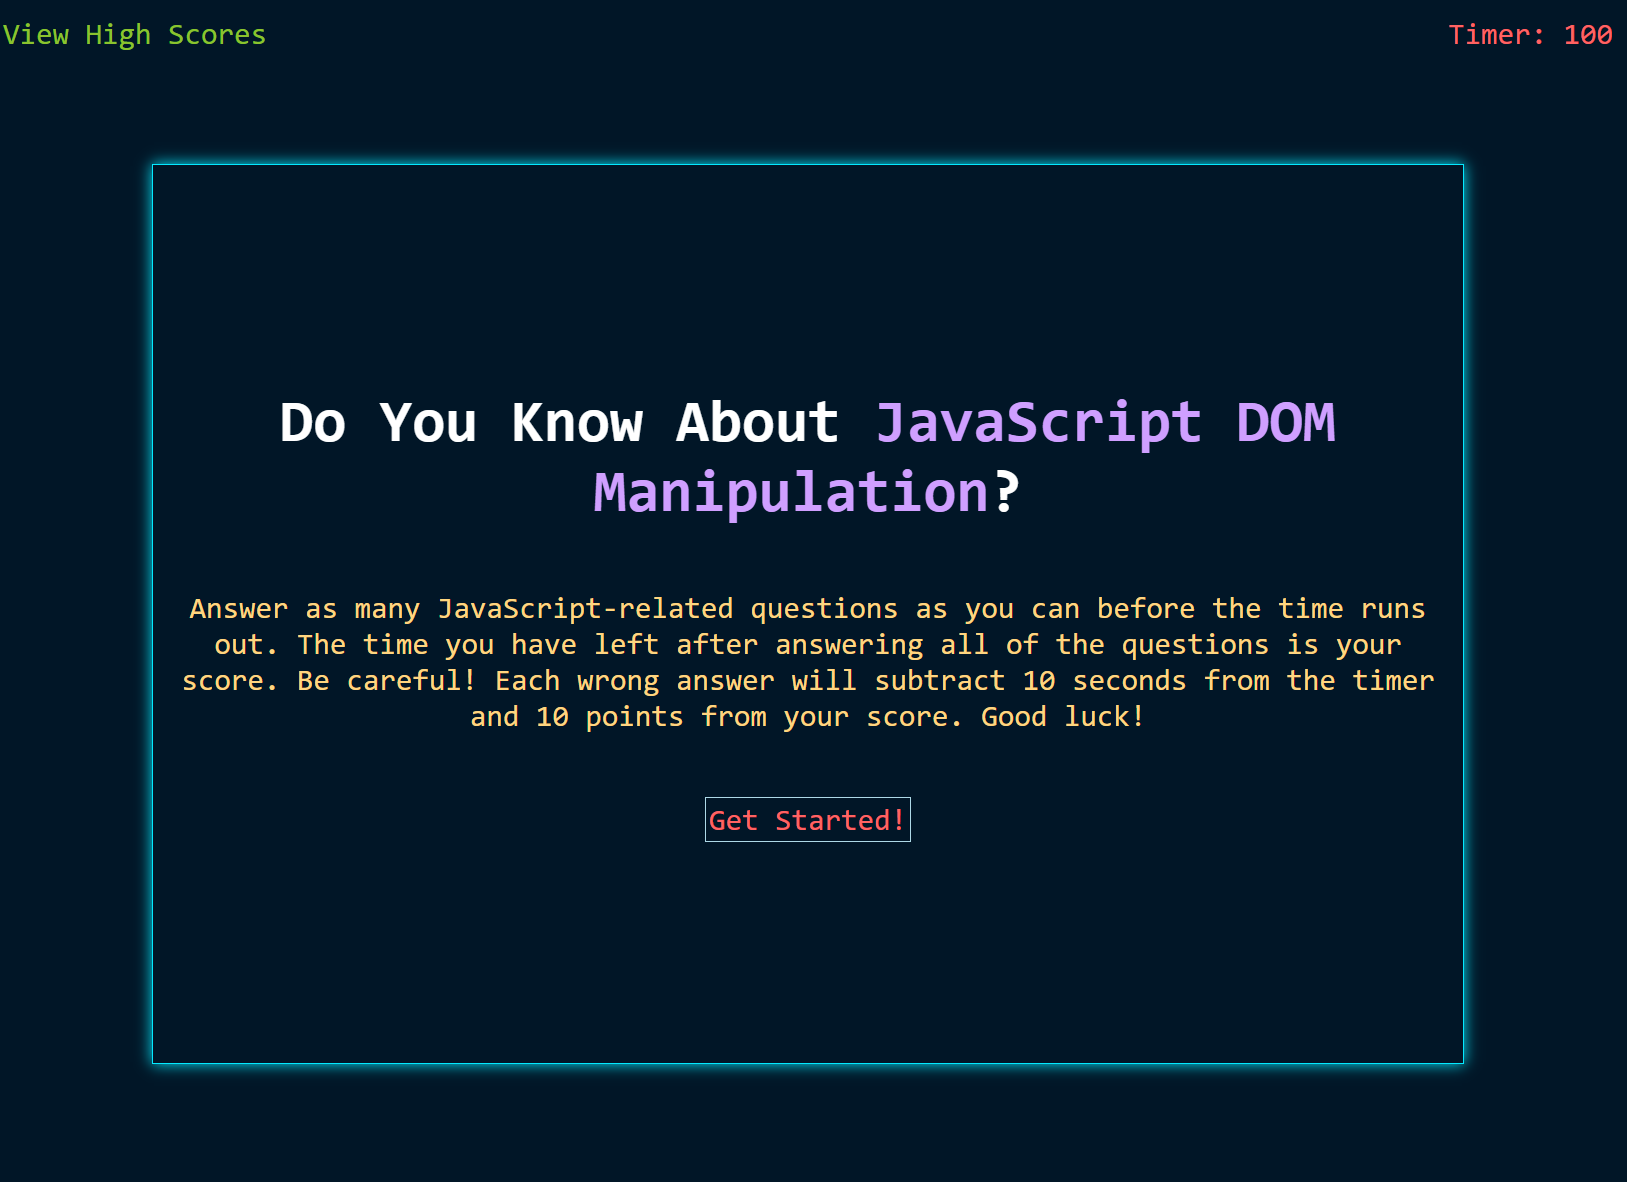 View High Scores
Timer: 100
Do You Know About JavaScript DOM
Manipulation?
Answer as many JavaScript-related questions as you can before the time runs
out. The time you have left after answering all of the questions is your
score. Be careful! Each wrong answer will subtract 10 seconds from the timer
and 10 points from your score. Good luck!
Get Started!